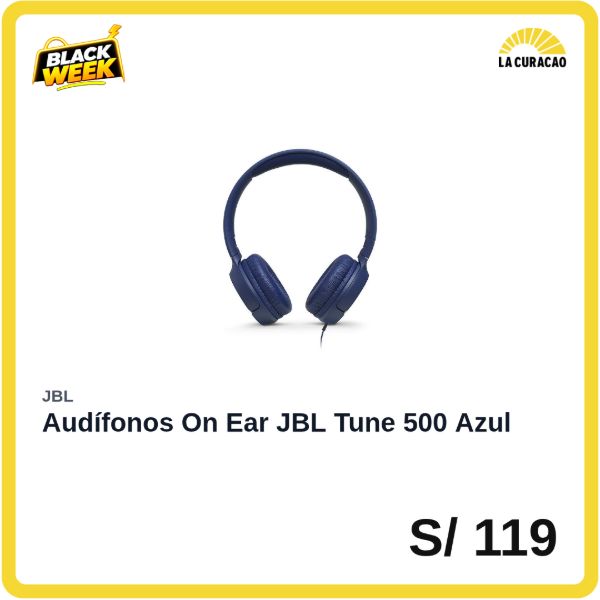 BLACK
WEEK
LA CURACAO
JBL
Audífonos On Ear JBL Tune 500 Azul
S/ 119